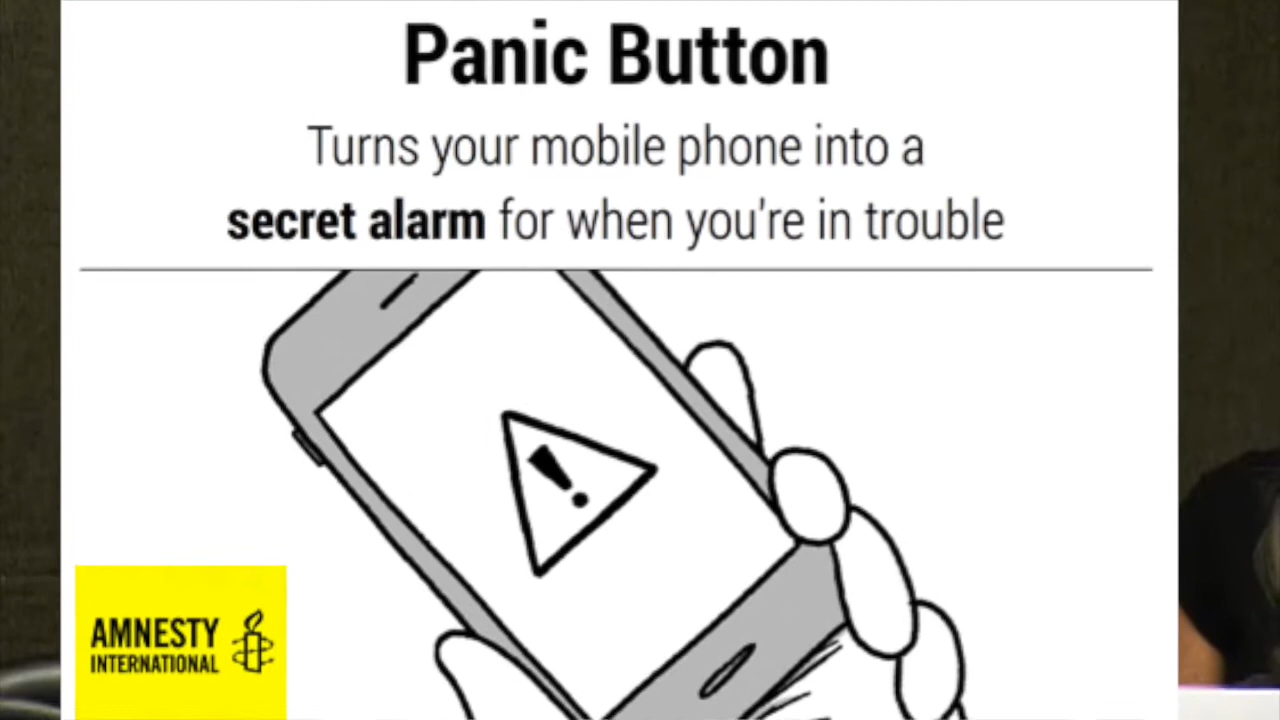 Panic Button
Turns your mobile phone into a
secret alarm for when you're in trouble
!
AMNESTY
INTERNATIONAL